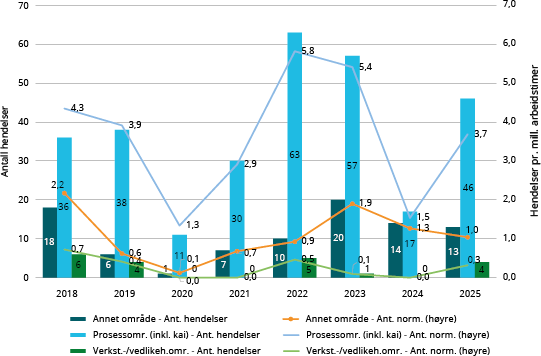 70 7,0
60 6,0
50 5,0
40 4,0
30 3,0
20 2,0
10 1,0
0 0,0
Antall hendelser
Hendelser pr. mill. arbeidstimer
4,3 3,9 1,3 2,9 5,8 5,4 1,5 3,7
2,2 0,6 0,1 0,7 0,9 1,9 1,3 1,0
0,7 0,4 0,0 0,0 0,5 0,1 0,0 0,3
36 38 11 30 63 57 17 46
18 6 1 7 10 20 14 13
6 4 0 0 5 1 0 4
2018 2019 2020 2021 2022 2023 2024 2025
Annet område - Ant. hendelser Annet område - Ant. norm. (høyre)
Prosessomr. (inkl. kai) - Ant. hendelser Prosessomr. (inkl. kai) - Ant. norm. (høyre)
Verkst.-/vedlikeh.omr. - Ant. hendelser Verkst.-/vedlikeh.omr. - Ant. norm. (høyre)